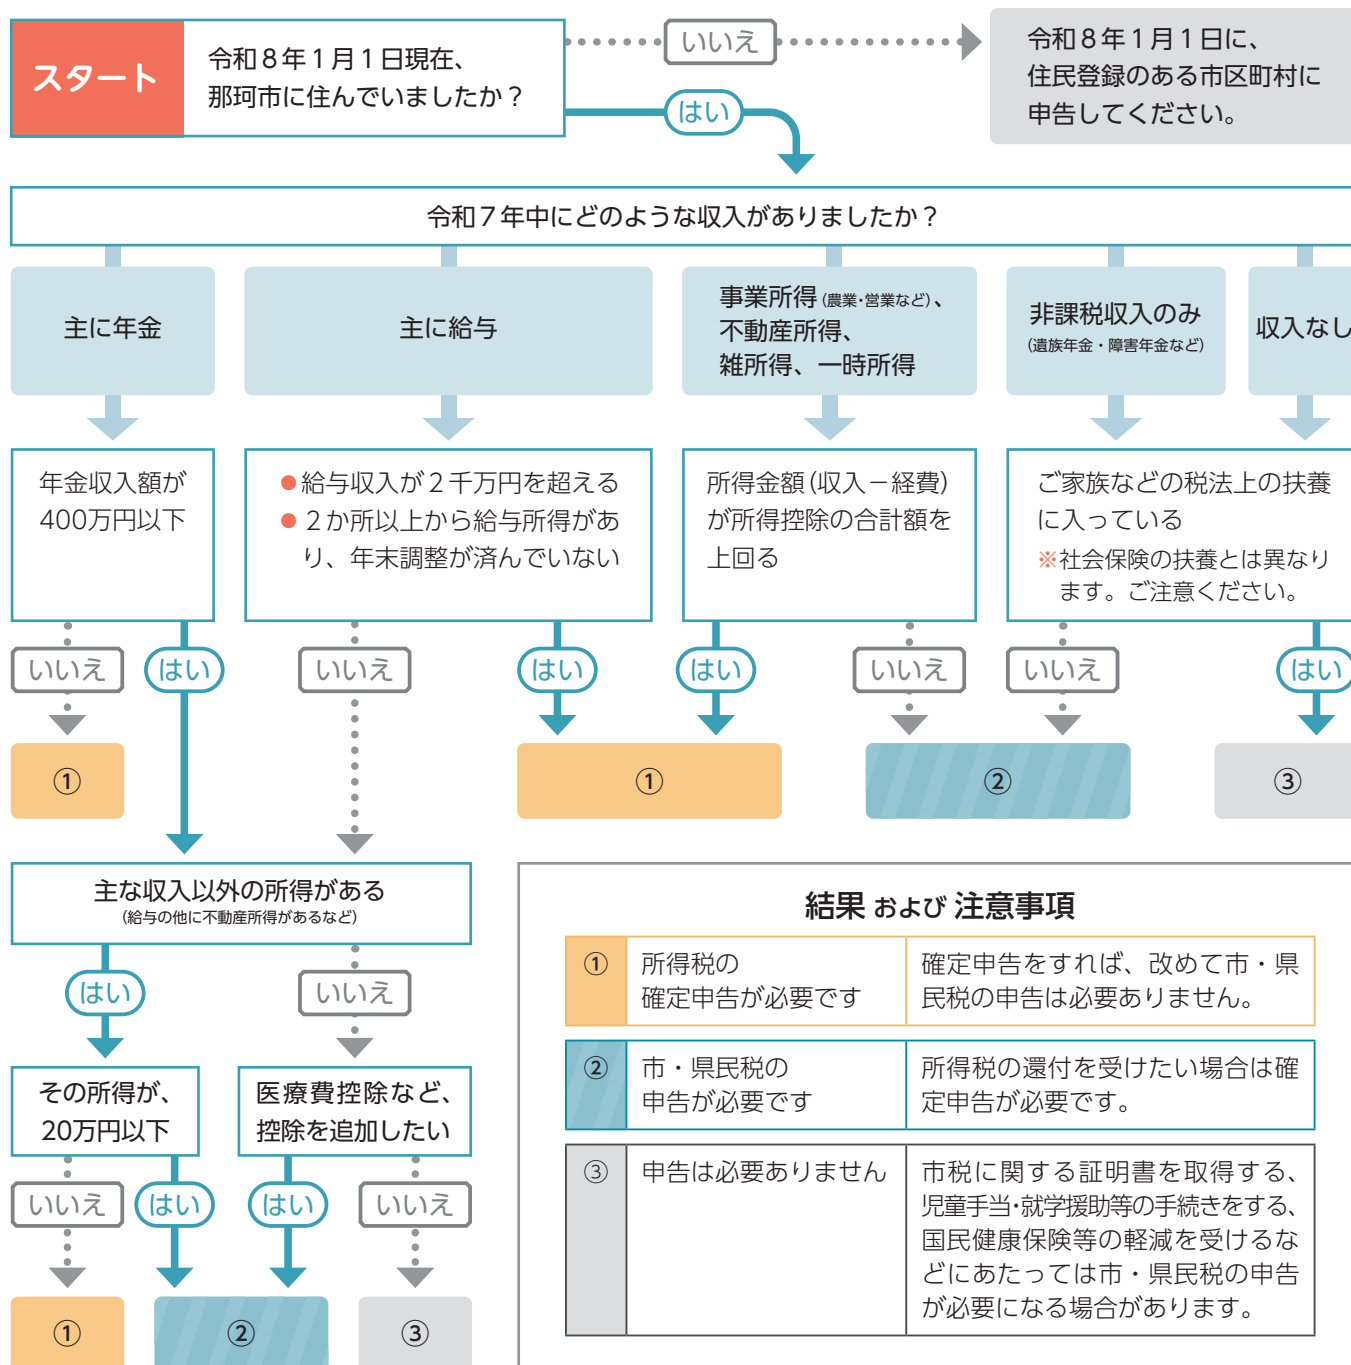 スタート
令和８年１月１日現在、
那珂市に住んでいましたか？
いいえ
はい
令和８年１月１日に、
住民登録のある市区町村に
申告してください。
令和７年中にどのような収入がありましたか？
主に年金
主に給与
事業所得（農業・営業など）、
不動産所得、
雑所得、一時所得
非課税収入のみ
（遺族年金・障害年金など）
収入なし
年金収入額が
400万円以下
●給与収入が２千万円を超える
●２か所以上から給与所得があ
り、年末調整が済んでいない
所得金額（収入－経費）
が所得控除の合計額を
上回る
ご家族などの税法上の扶養
に入っている
※社会保険の扶養とは異なり
ます。ご注意ください。
いいえ
はい
いいえ
はい
はい
いいえ
いいえ
はい
①
①
②
③
主な収入以外の所得がある
（給与の他に不動産所得があるなど）
はい
いいえ
その所得が、
20万円以下
医療費控除など、
控除を追加したい
いいえ
はい
はい
いいえ
①
②
③
結果 および 注意事項
①
所得税の
確定申告が必要です
確定申告をすれば、改めて市・県
民税の申告は必要ありません。
②
市・県民税の
申告が必要です
所得税の還付を受けたい場合は確
定申告が必要です。
③
申告は必要ありません
市税に関する証明書を取得する、
児童手当・就学援助等の手続きをする、
国民健康保険等の軽減を受けるな
どにあたっては市・県民税の申告
が必要になる場合があります。